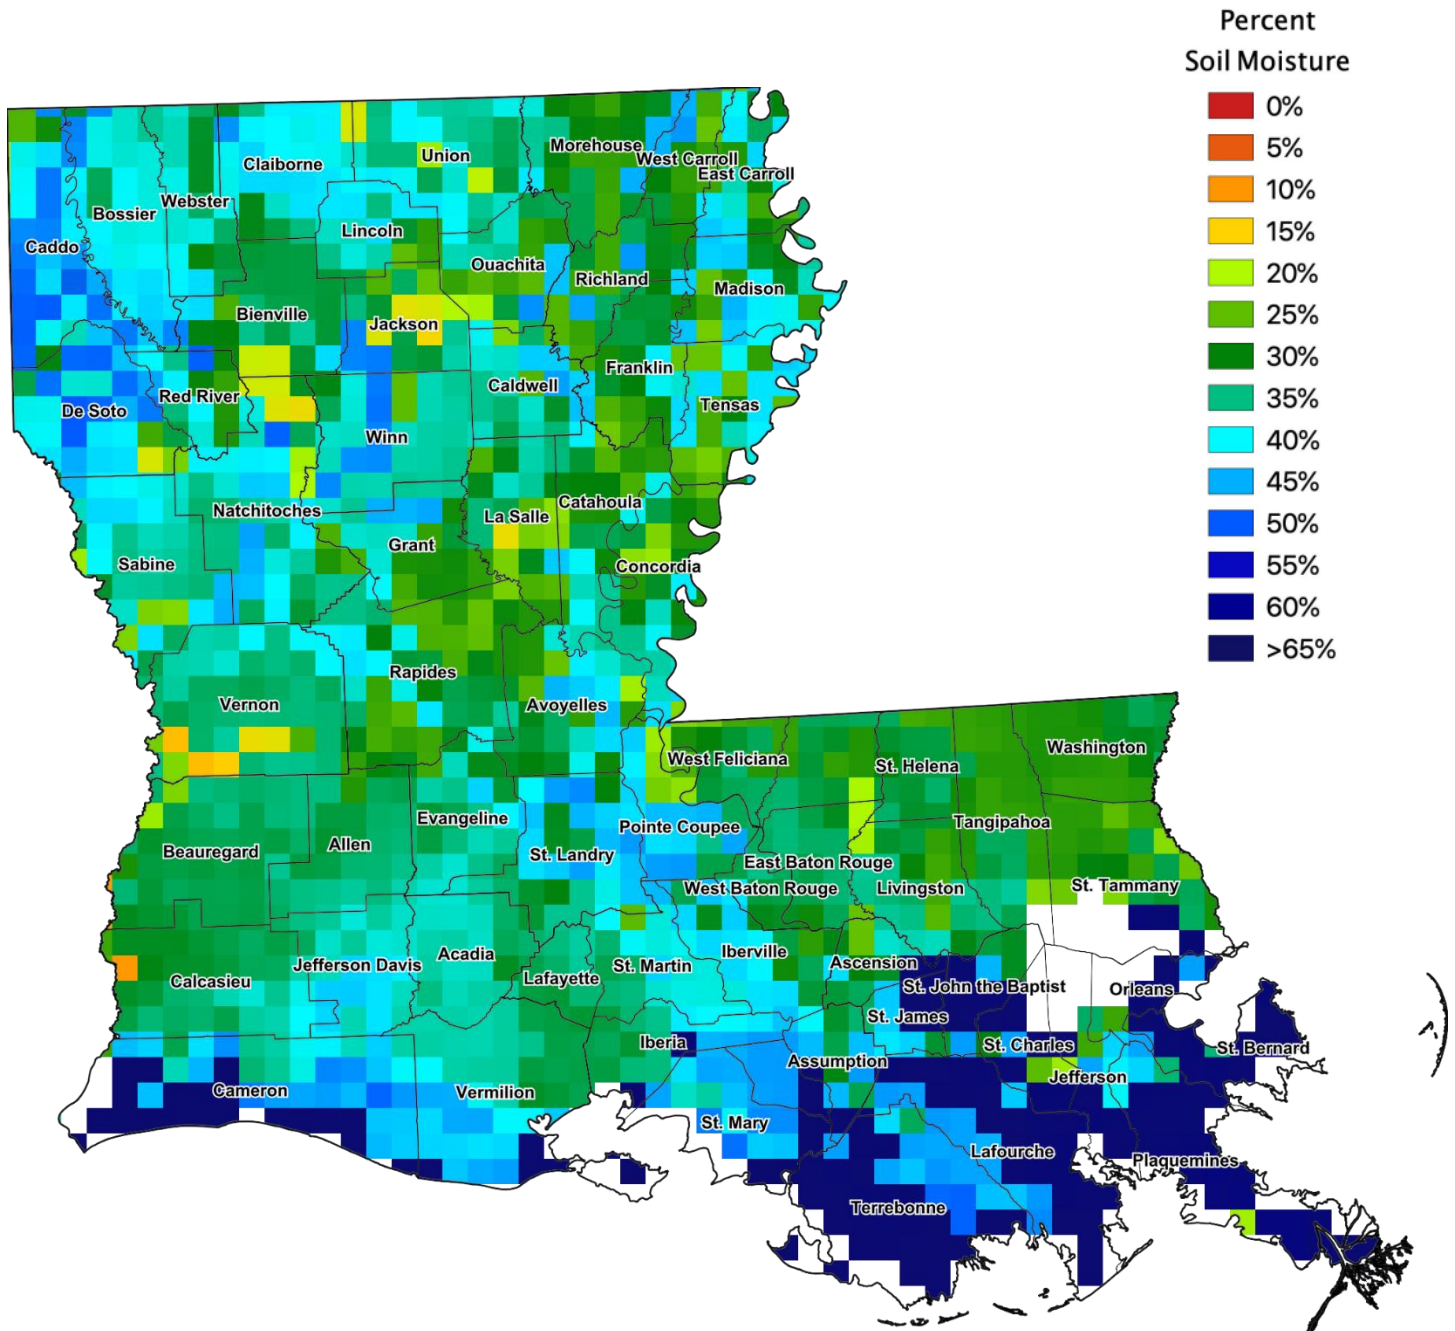 Percent
Soil Moisture
0%
5%
10%
15%
20%
25%
30%
35%
40%
45%
50%
55%
60%
>65%
Morehouse
Union
West Carroll
Claiborne
East Carroll
Webster
Bossier
Lincoln
Caddo
Ouachita
Richland
Madison
Bienville
Jackson
Franklin
Caldwell
Red River
Tensas
De Soto
Winn
Catahoula
Natchitoches
La Salle
Grant
Sabine
Concordia
Rapides
Vernon
Avoyelles
Washington
West Feliciana
St. Helena
Evangeline
Tangipahoa
Pointe Coupee
Allen
Beauregard
St. Landry
East Baton Rouge
West Baton Rouge
Livingston
St. Tammany
Iberville
Acadia
Jefferson Davis
St. Martin
Ascension
Lafayette
Calcasieu
St. John the Baptist
Orleans
St. James
Iberia
St. Charles
St. Bernard
Assumption
Jefferson
Cameron
Vermilion
St. Mary
Lafourche
Plaquemines
Terrebonne